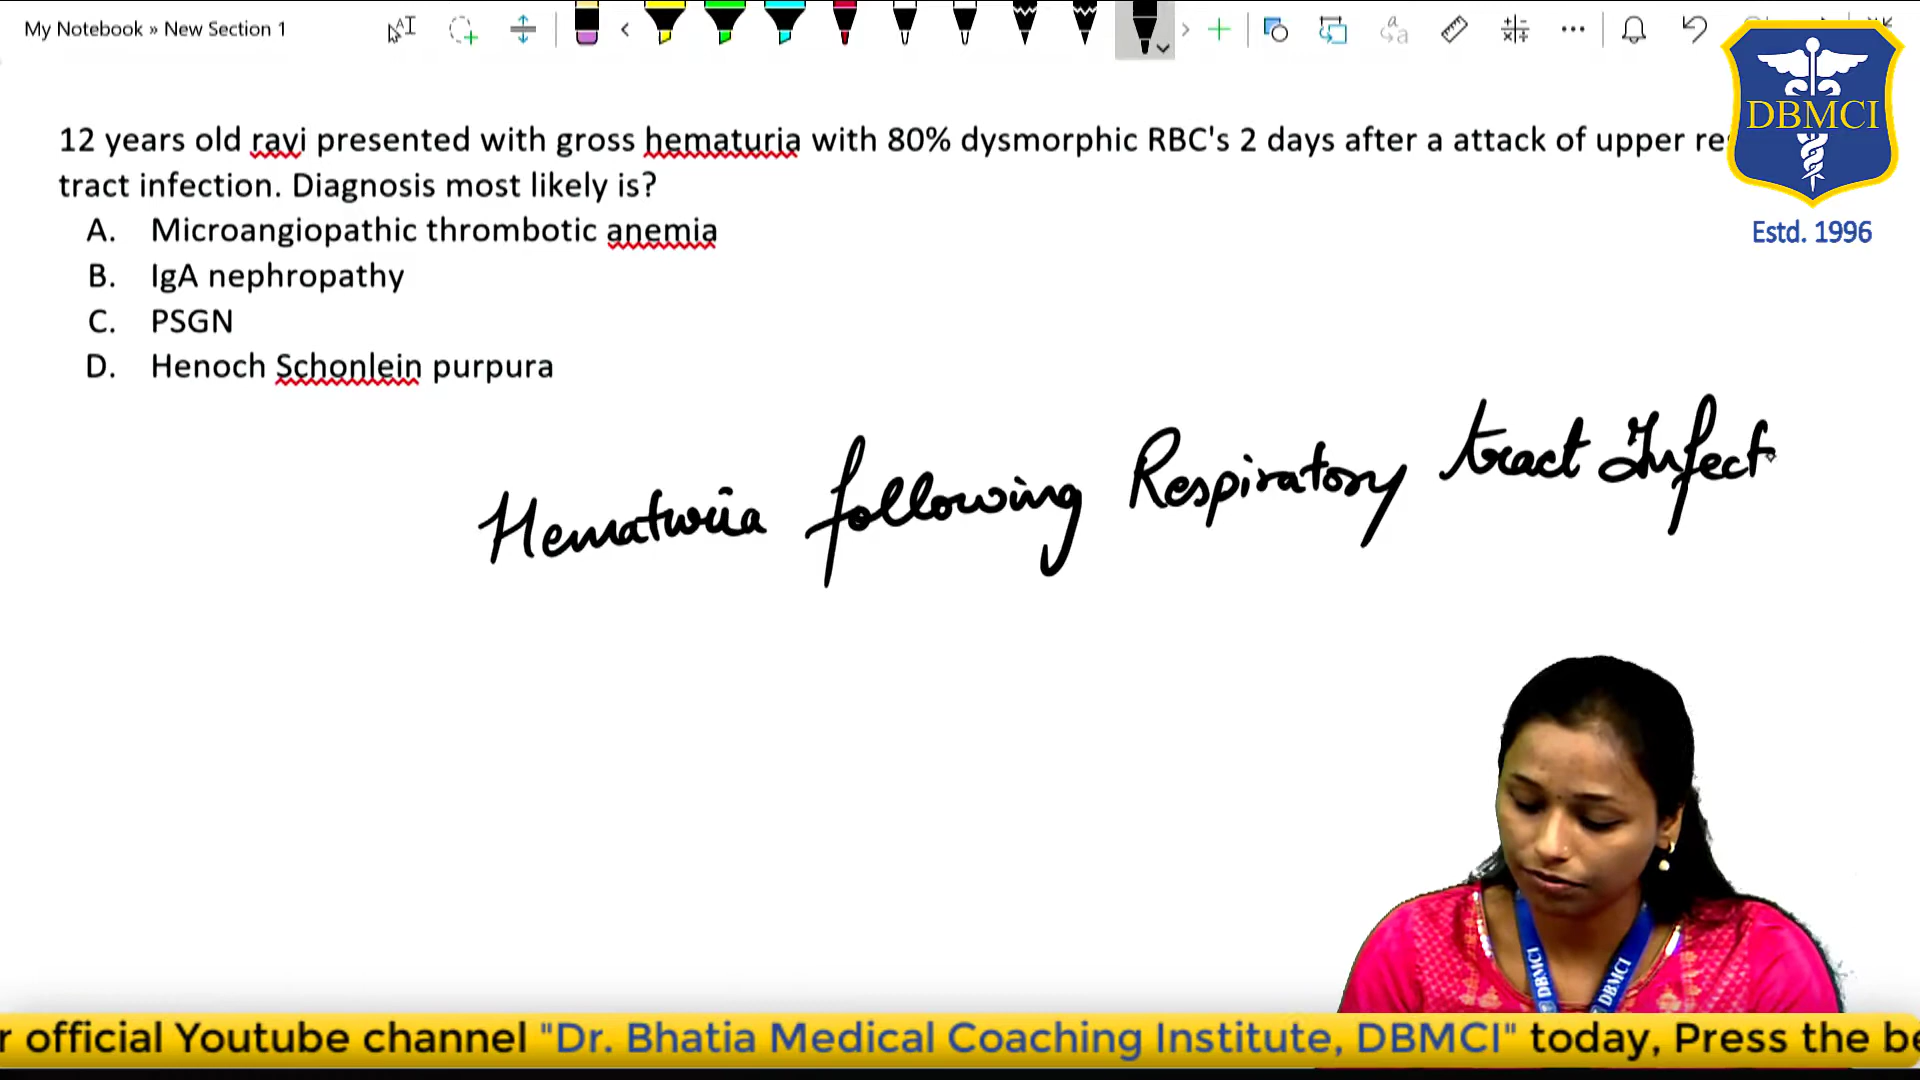 My Notebook » New Section 1
DBMCI
Estd. 1996
12 years old ravi presented with gross hematuria with 80% dysmorphic RBC's 2 days after a attack of upper re
tract infection. Diagnosis most likely is?
A. Microangiopathic thrombotic anemia
B. IgA nephropathy
C. PSGN
D. Henoch Schonlein purpura
Hematuria following Respiratory tract Infect
DBMCI
DBMCI
r official Youtube channel "Dr. Bhatia Medical Coaching Institute, DBMCI" today, Press the be